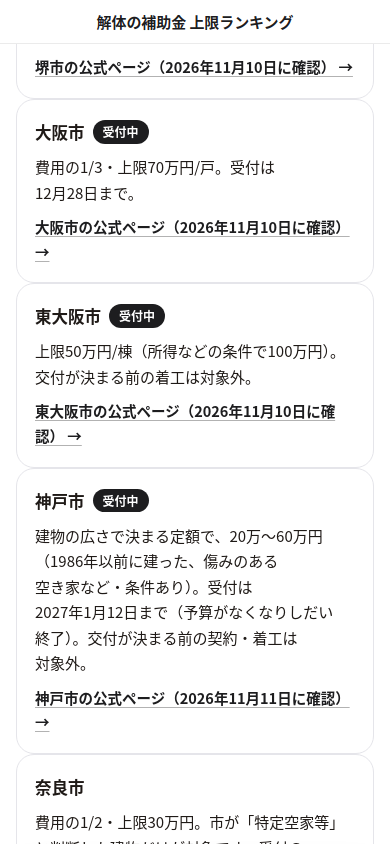 解体の補助金 上限ランキング
堺市の公式ページ（2026年11月10日に確認） →
大阪市 受付中
費用の1/3・上限70万円/戸。受付は
12月28日まで。
大阪市の公式ページ（2026年11月10日に確認）
→
東大阪市 受付中
上限50万円/棟（所得などの条件で100万円）。
交付が決まる前の着工は対象外。
東大阪市の公式ページ（2026年11月10日に確
認） →
神戸市 受付中
建物の広さで決まる定額で、20万〜60万円
（1986年以前に建った、傷みのある
空き家など・条件あり）。受付は
2027年1月12日まで（予算がなくなりしだい
終了）。交付が決まる前の契約・着工は
対象外。
神戸市の公式ページ（2026年11月11日に確認）
→
奈良市
費用の1/2・上限30万円。市が「特定空家等」